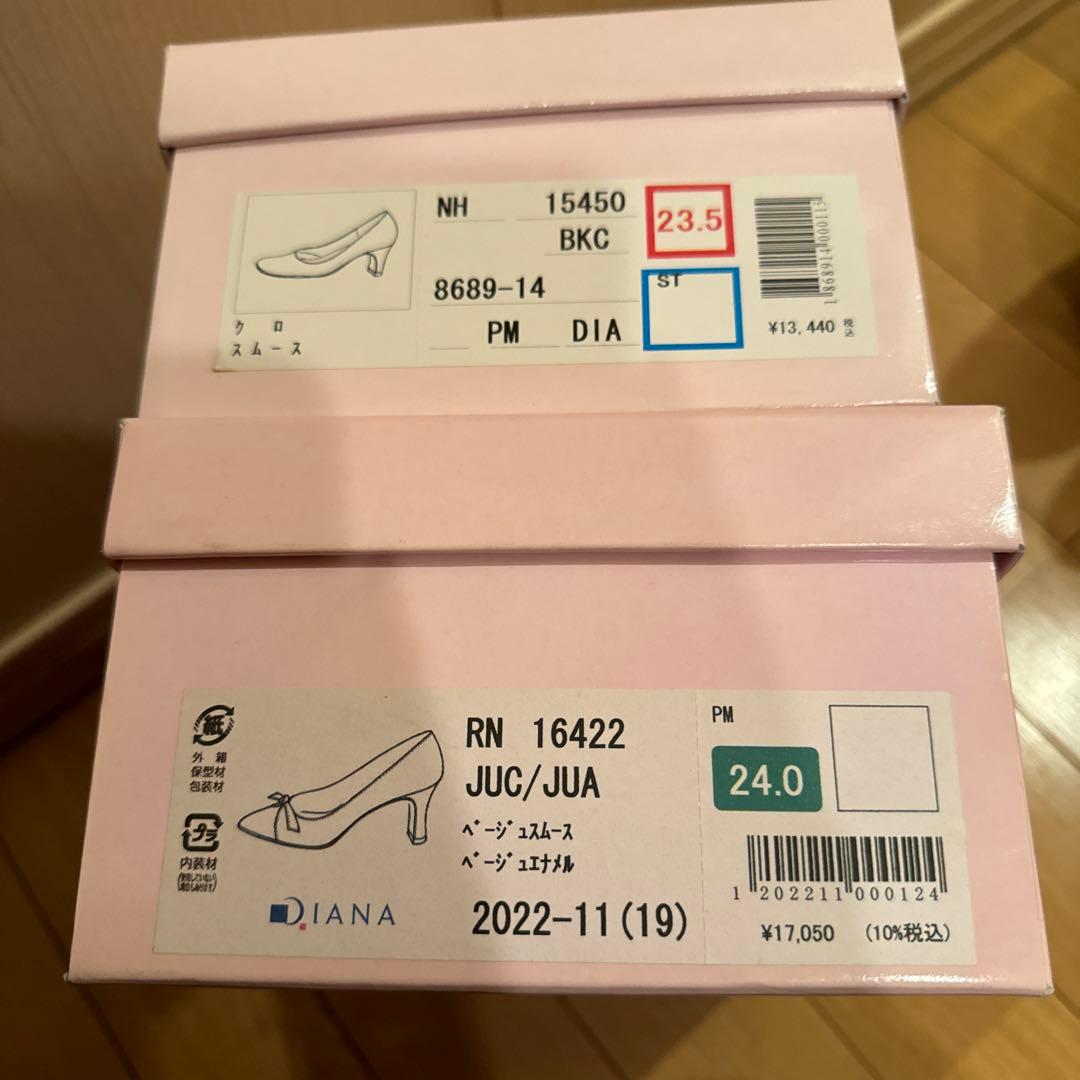 NH 15450
BKC
8689-14
PM DIA
23.5
ST
クロ
スムース
1868914000115
¥13,440 税込
紙
外 箱
保型材
包装材
プラ
内装材
RN 16422
JUC/JUA
ベージュスムース
ベージュエナメル
DIANA
2022-11(19)
PM
24.0
1 202211 000124
¥17,050 (10%税込)